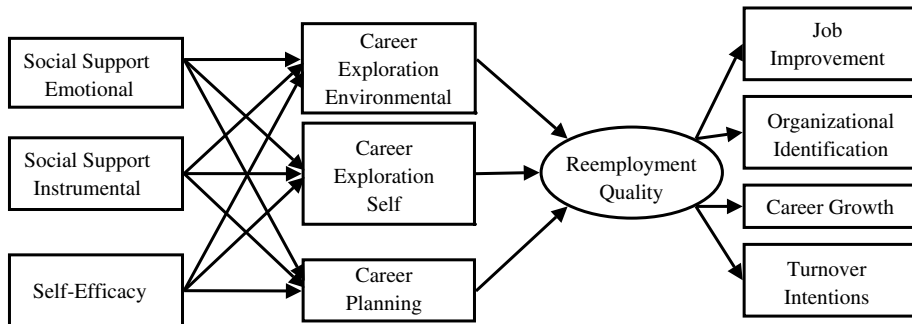 Social Support
Emotional
Social Support
Instrumental
Self-Efficacy
Career
Exploration
Environmental
Career
Exploration
Self
Career
Planning
Reemployment
Quality
Job
Improvement
Organizational
Identification
Career Growth
Turnover
Intentions